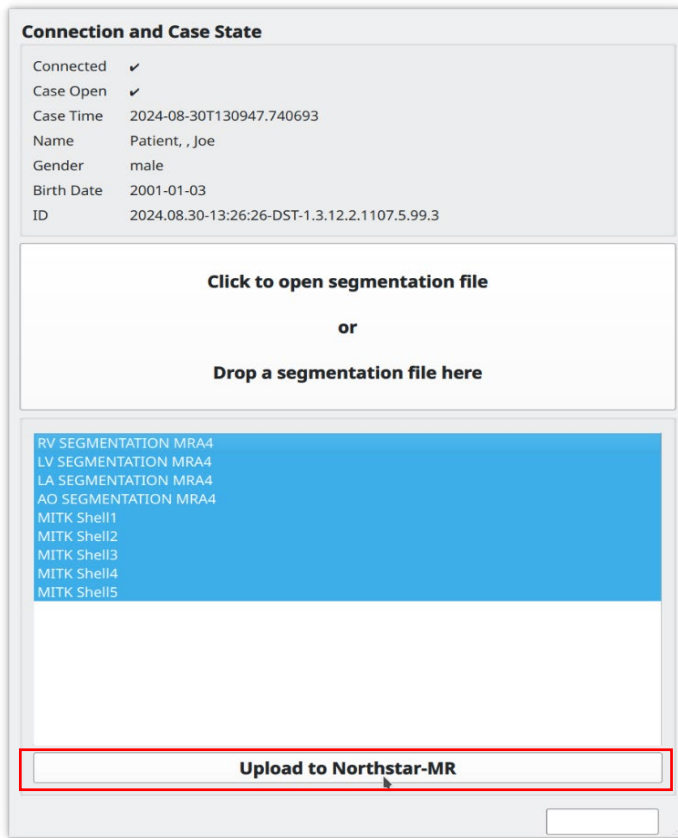 Connection and Case State
Connected ✔
Case Open ✔
Case Time 2024-08-30T130947.740693
Name Patient, , Joe
Gender male
Birth Date 2001-01-03
ID 2024.08.30-13:26:26-DST-1.3.12.2.1107.5.99.3
Click to open segmentation file
or
Drop a segmentation file here
RV SEGMENTATION MRA4
LV SEGMENTATION MRA4
LA SEGMENTATION MRA4
AO SEGMENTATION MRA4
MITK Shell1
MITK Shell2
MITK Shell3
MITK Shell4
MITK Shell5
Upload to Northstar-MR